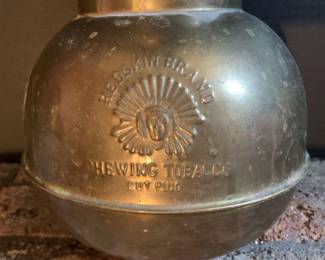 REDSKIN BRAND
CHEWING TOBACCO
CUT PLUG